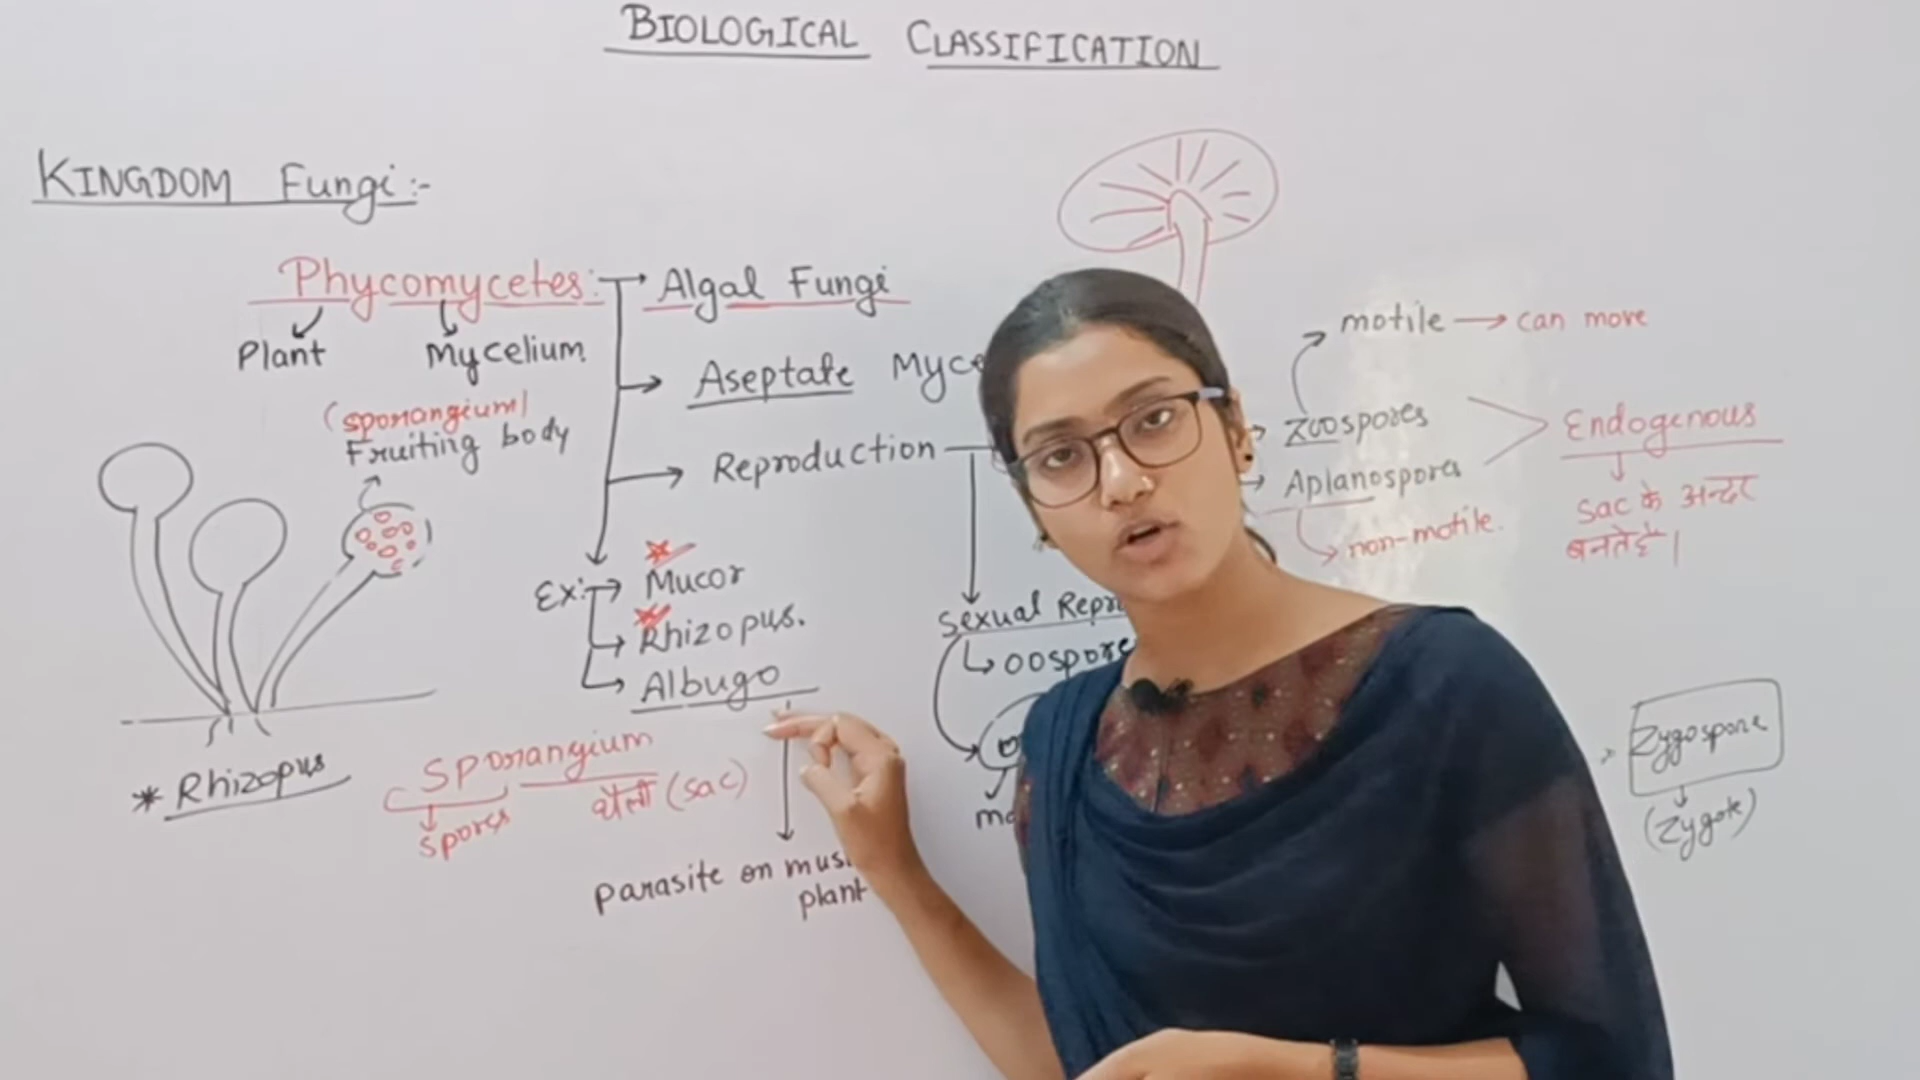 BIOLOGICAL CLASSIFICATION
KINGDOM Fungi:-
Phycomycetes:
Plant
Mycelium
Algal Fungi
Aseptate
Reproduction
(sporangium)
Fruiting body
Ex:
Mucor
Rhizopus.
Albugo
Parasite on
plant
* Rhizopus
Sporangium
Spores
(sac)
Sexual
motile → can move
Zoospores
Aplanospores
non-motile.
Endogenous
sac के अन्दर
बनते है।
Zygospore
(Zygote)